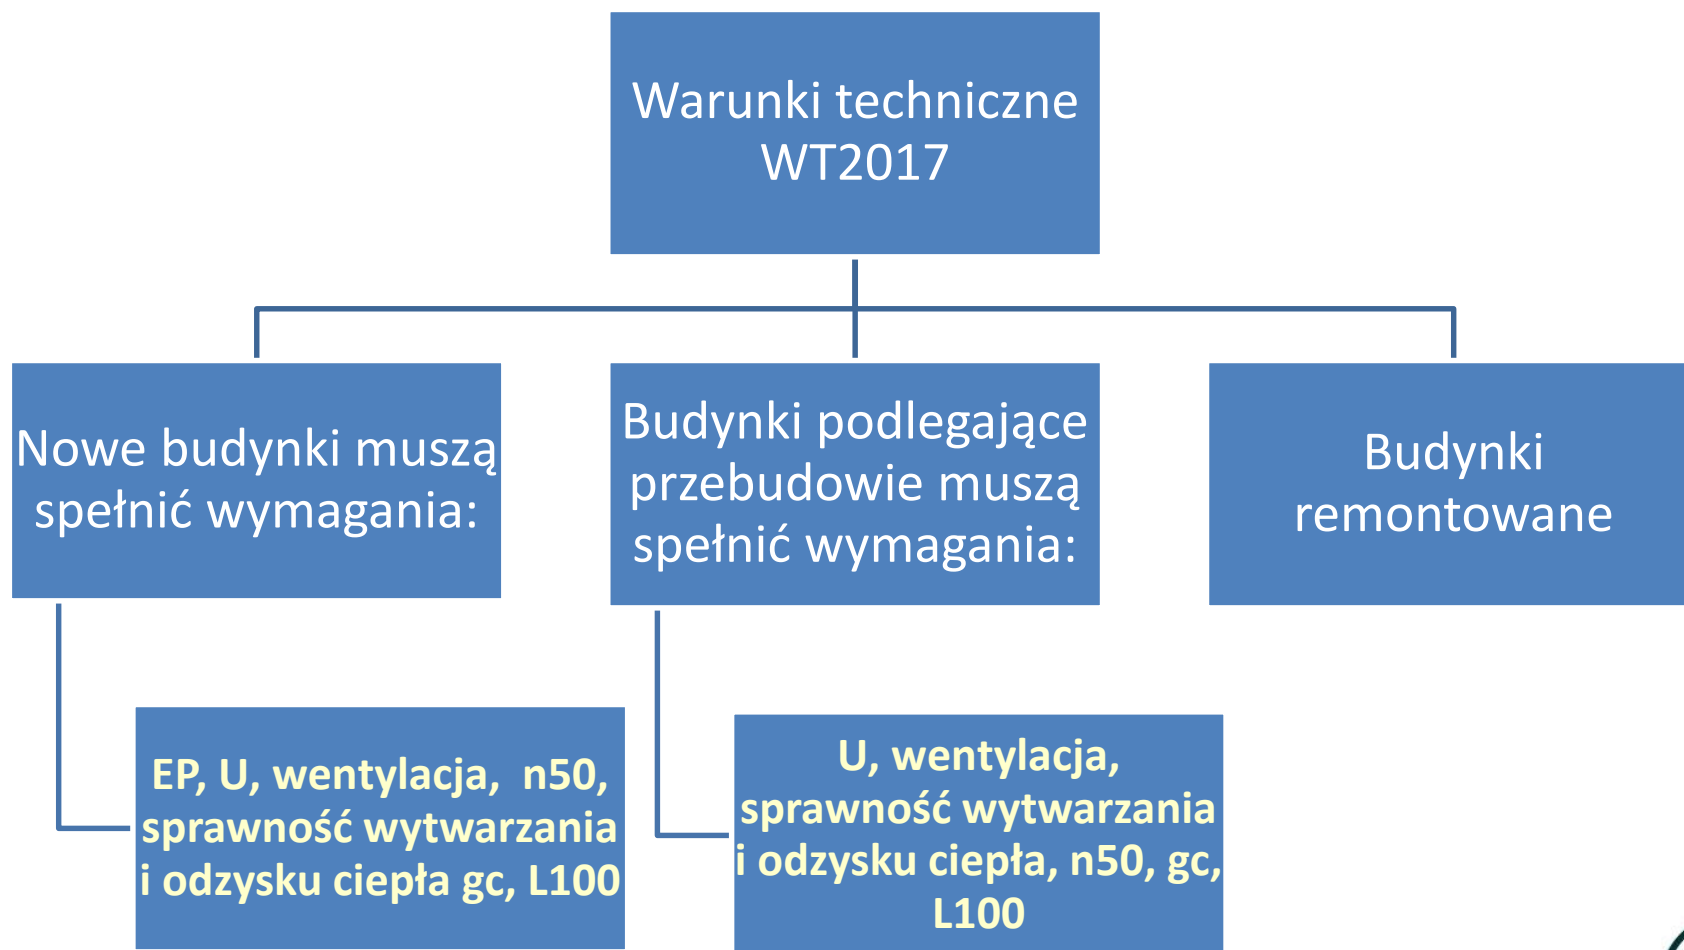 Warunki techniczne
WT2017
Nowe budynki muszą
spełnić wymagania:
Budynki podlegające
przebudowie muszą
spełnić wymagania:
Budynki
remontowane
EP, U, wentylacja, n50,
sprawność wytwarzania
i odzysku ciepła gc, L100
U, wentylacja,
sprawność wytwarzania
i odzysku ciepła, n50, gc,
L100